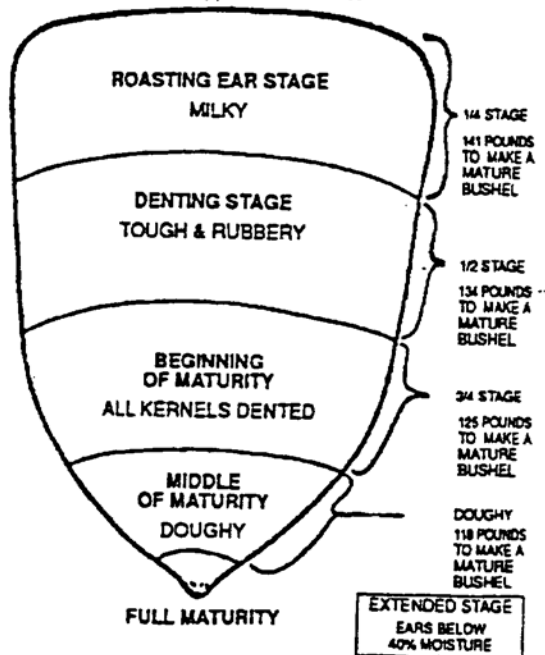 ROASTING EAR STAGE
MILKY
1/4 STAGE
141 POUNDS
TO MAKE A
MATURE
BUSHEL
DENTING STAGE
TOUGH & RUBBERY
1/2 STAGE
134 POUNDS
TO MAKE A
MATURE
BUSHEL
BEGINNING
OF MATURITY
ALL KERNELS DENTED
3/4 STAGE
125 POUNDS
TO MAKE A
MATURE
BUSHEL
MIDDLE
OF MATURITY
DOUGHY
DOUGHY
118 POUNDS
TO MAKE A
MATURE
BUSHEL
FULL MATURITY
EXTENDED STAGE
EARS BELOW
40% MOISTURE